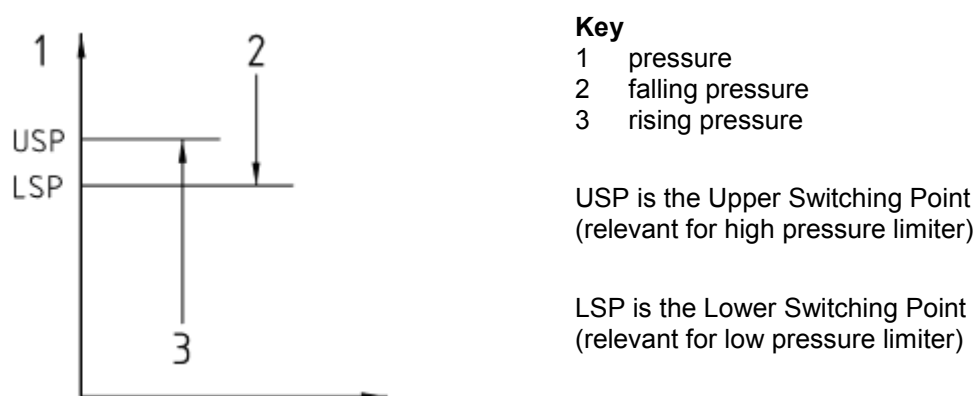 1
2
USP
LSP
3
Key
1 pressure
2 falling pressure
3 rising pressure
USP is the Upper Switching Point
(relevant for high pressure limiter)
LSP is the Lower Switching Point
(relevant for low pressure limiter)